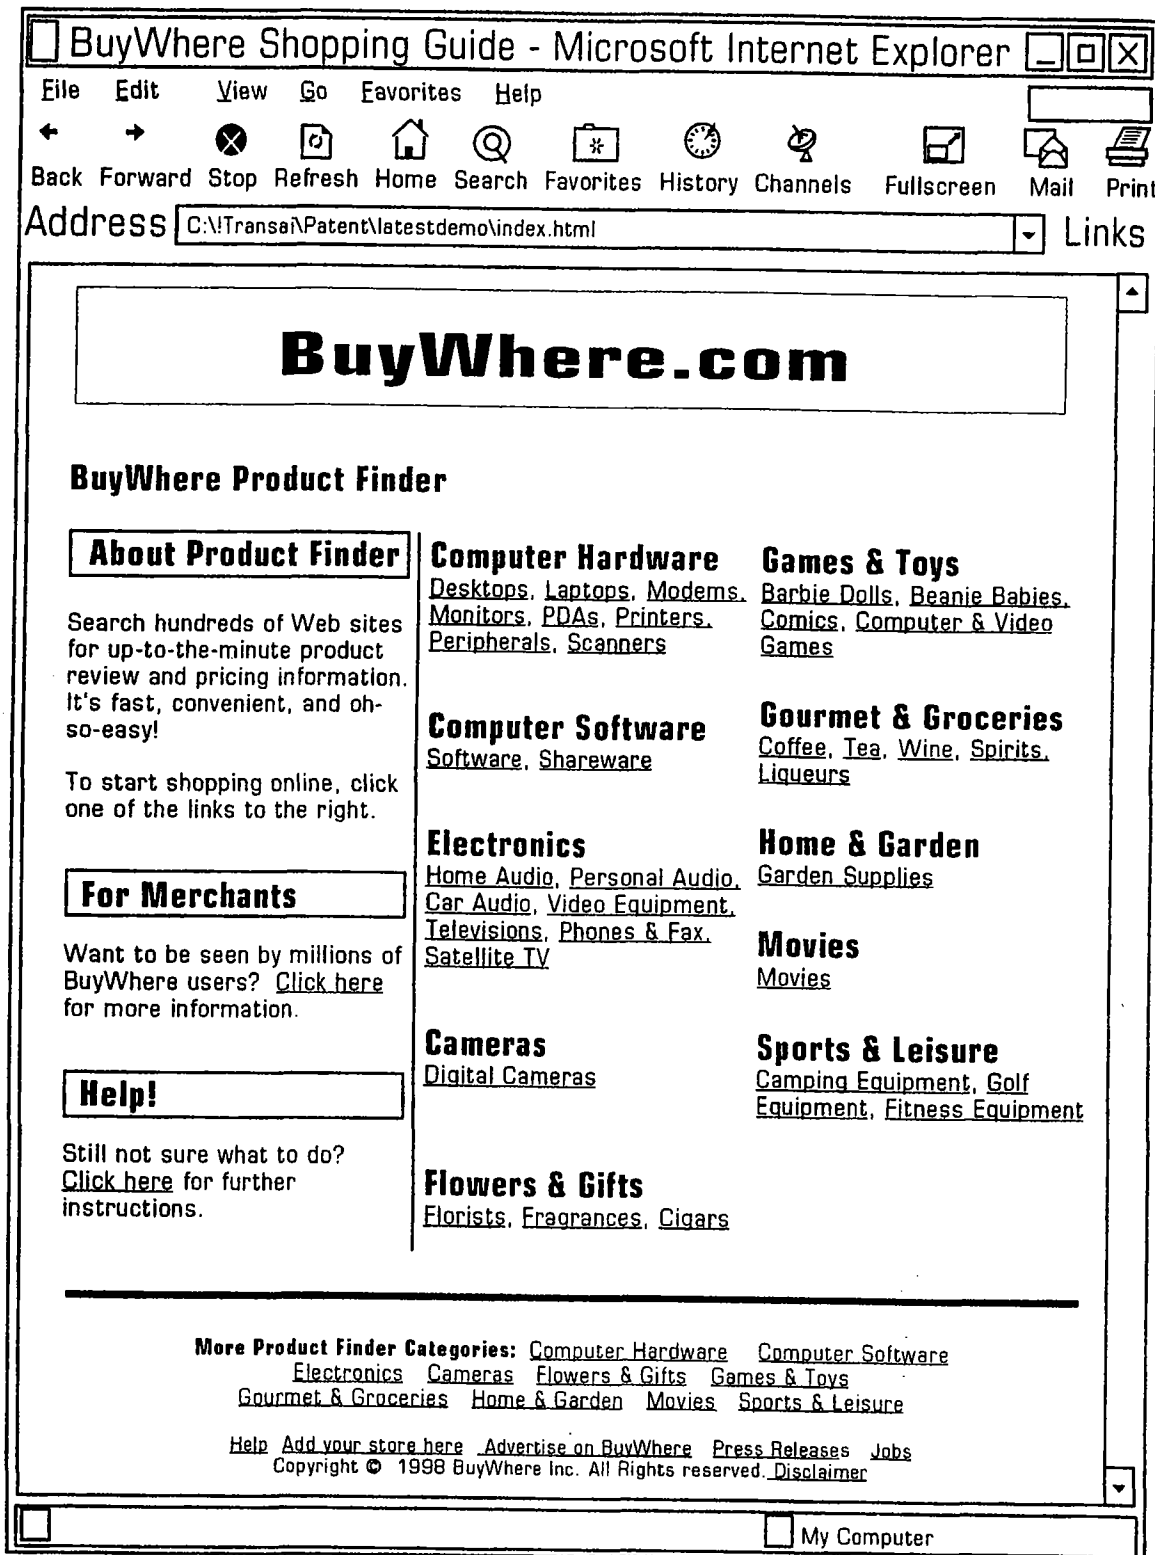 BuyWhere Shopping Guide - Microsoft Internet Explorer
File Edit View Go Favorites Help
Back Forward Stop Refresh Home Search Favorites History Channels Fullscreen Mail Print
Address C:\!Transai\Patent\latestdemo\index.html Links
BuyWhere.com
BuyWhere Product Finder
About Product Finder
Search hundreds of Web sites
for up-to-the-minute product
review and pricing information.
It's fast, convenient, and oh-
so-easy!
To start shopping online, click
one of the links to the right.
For Merchants
Want to be seen by millions of
BuyWhere users? Click here
for more information.
Help!
Still not sure what to do?
Click here for further
instructions.
Computer Hardware
Desktops, Laptops, Modems,
Monitors, PDAs, Printers,
Peripherals, Scanners
Computer Software
Software, Shareware
Electronics
Home Audio, Personal Audio,
Car Audio, Video Equipment,
Televisions, Phones & Fax,
Satellite TV
Cameras
Digital Cameras
Flowers & Gifts
Florists, Fragrances, Cigars
Games & Toys
Barbie Dolls, Beanie Babies,
Comics, Computer & Video
Games
Gourmet & Groceries
Coffee, Tea, Wine, Spirits,
Liqueurs
Home & Garden
Garden Supplies
Movies
Movies
Sports & Leisure
Camping Equipment, Golf
Equipment, Fitness Equipment
More Product Finder Categories: Computer Hardware Computer Software
Electronics Cameras Flowers & Gifts Games & Toys
Gourmet & Groceries Home & Garden Movies Sports & Leisure
Help Add your store here Advertise on BuyWhere Press Releases Jobs
Copyright © 1998 BuyWhere Inc. All Rights reserved. Disclaimer
My Computer